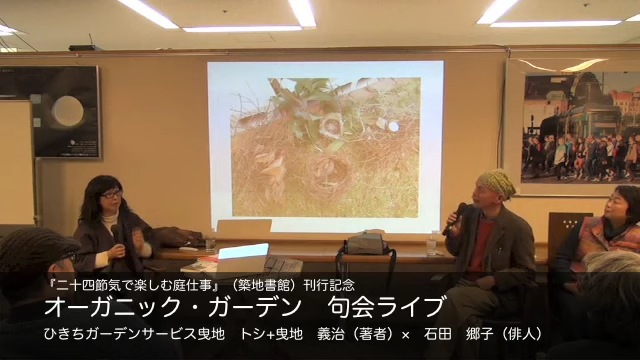 『二十四節気で楽しむ庭仕事』（築地書館）刊行記念
オーガニック・ガーデン　句会ライブ
ひきちガーデンサービス曳地　トシ+曳地　義治（著者）×　石田　郷子（俳人）